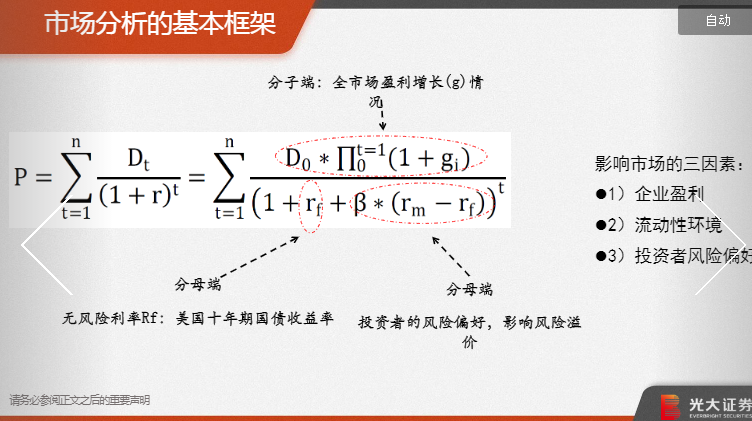 市场分析的基本框架
自动
分子端：全市场盈利增长(g)情
况
P = ∑_{t=1}^{n} D_t / (1 + r)^t = ∑_{t=1}^{n} D_0 * ∏_0^{t=1}(1 + g_i) / (1 + r_f + β * (r_m − r_f))^t
影响市场的三因素：
●1）企业盈利
●2）流动性环境
●3）投资者风险偏好
分母端
无风险利率Rf：美国十年期国债收益率
分母端
投资者的风险偏好，影响风险溢
价
请务必参阅正文之后的重要声明
光大证券
EVERBRIGHT SECURITIES